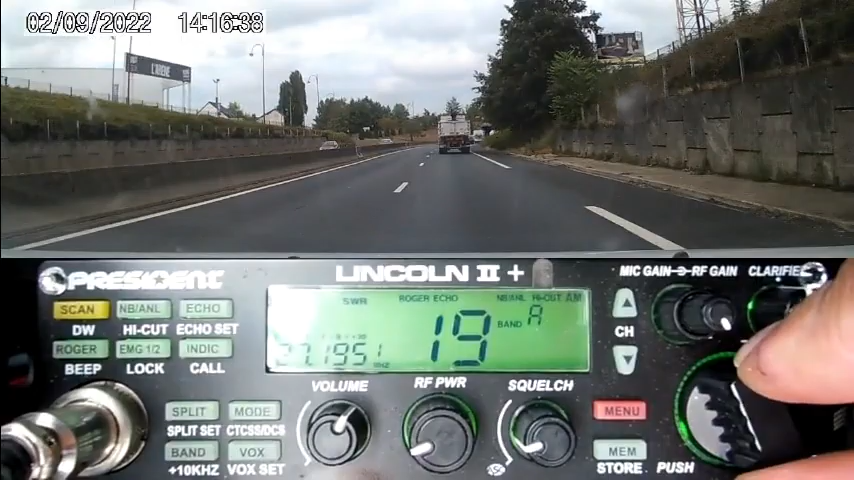 02/09/2022 14:16:38
L'ARENE
PRESIDENT
LINCOLN II +
MIC GAIN RF GAIN CLARIFIE
SCAN NB/ANL ECHO
DW HI-CUT ECHO SET
ROGER EMG 1/2 INDIC
BEEP LOCK CALL
SWR ROGER ECHO NB/ANL HI-CUT AM
19 BAND A
27.1951
CH
VOLUME RF PWR SQUELCH
SPLIT MODE
SPLIT SET CTCSS/DCS
BAND VOX
+10KHZ VOX SET
MENU
MEM
STORE PUSH